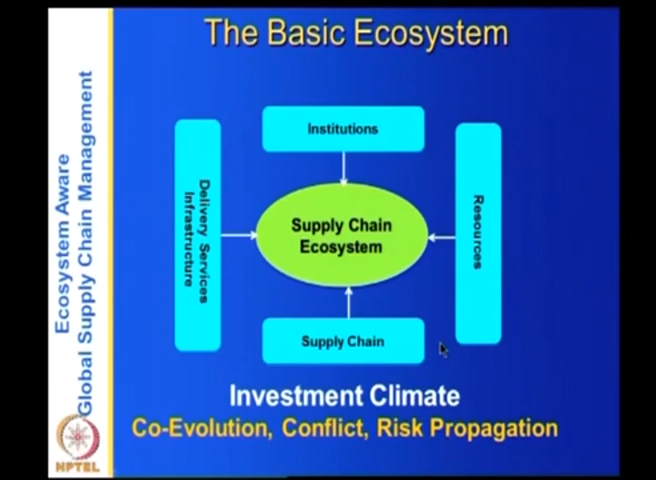 The Basic Ecosystem
Ecosystem Aware
Global Supply Chain Management
Institutions
Delivery Services
Infrastructure
Supply Chain
Ecosystem
Resources
Supply Chain
Investment Climate
Co-Evolution, Conflict, Risk Propagation
NPTEL